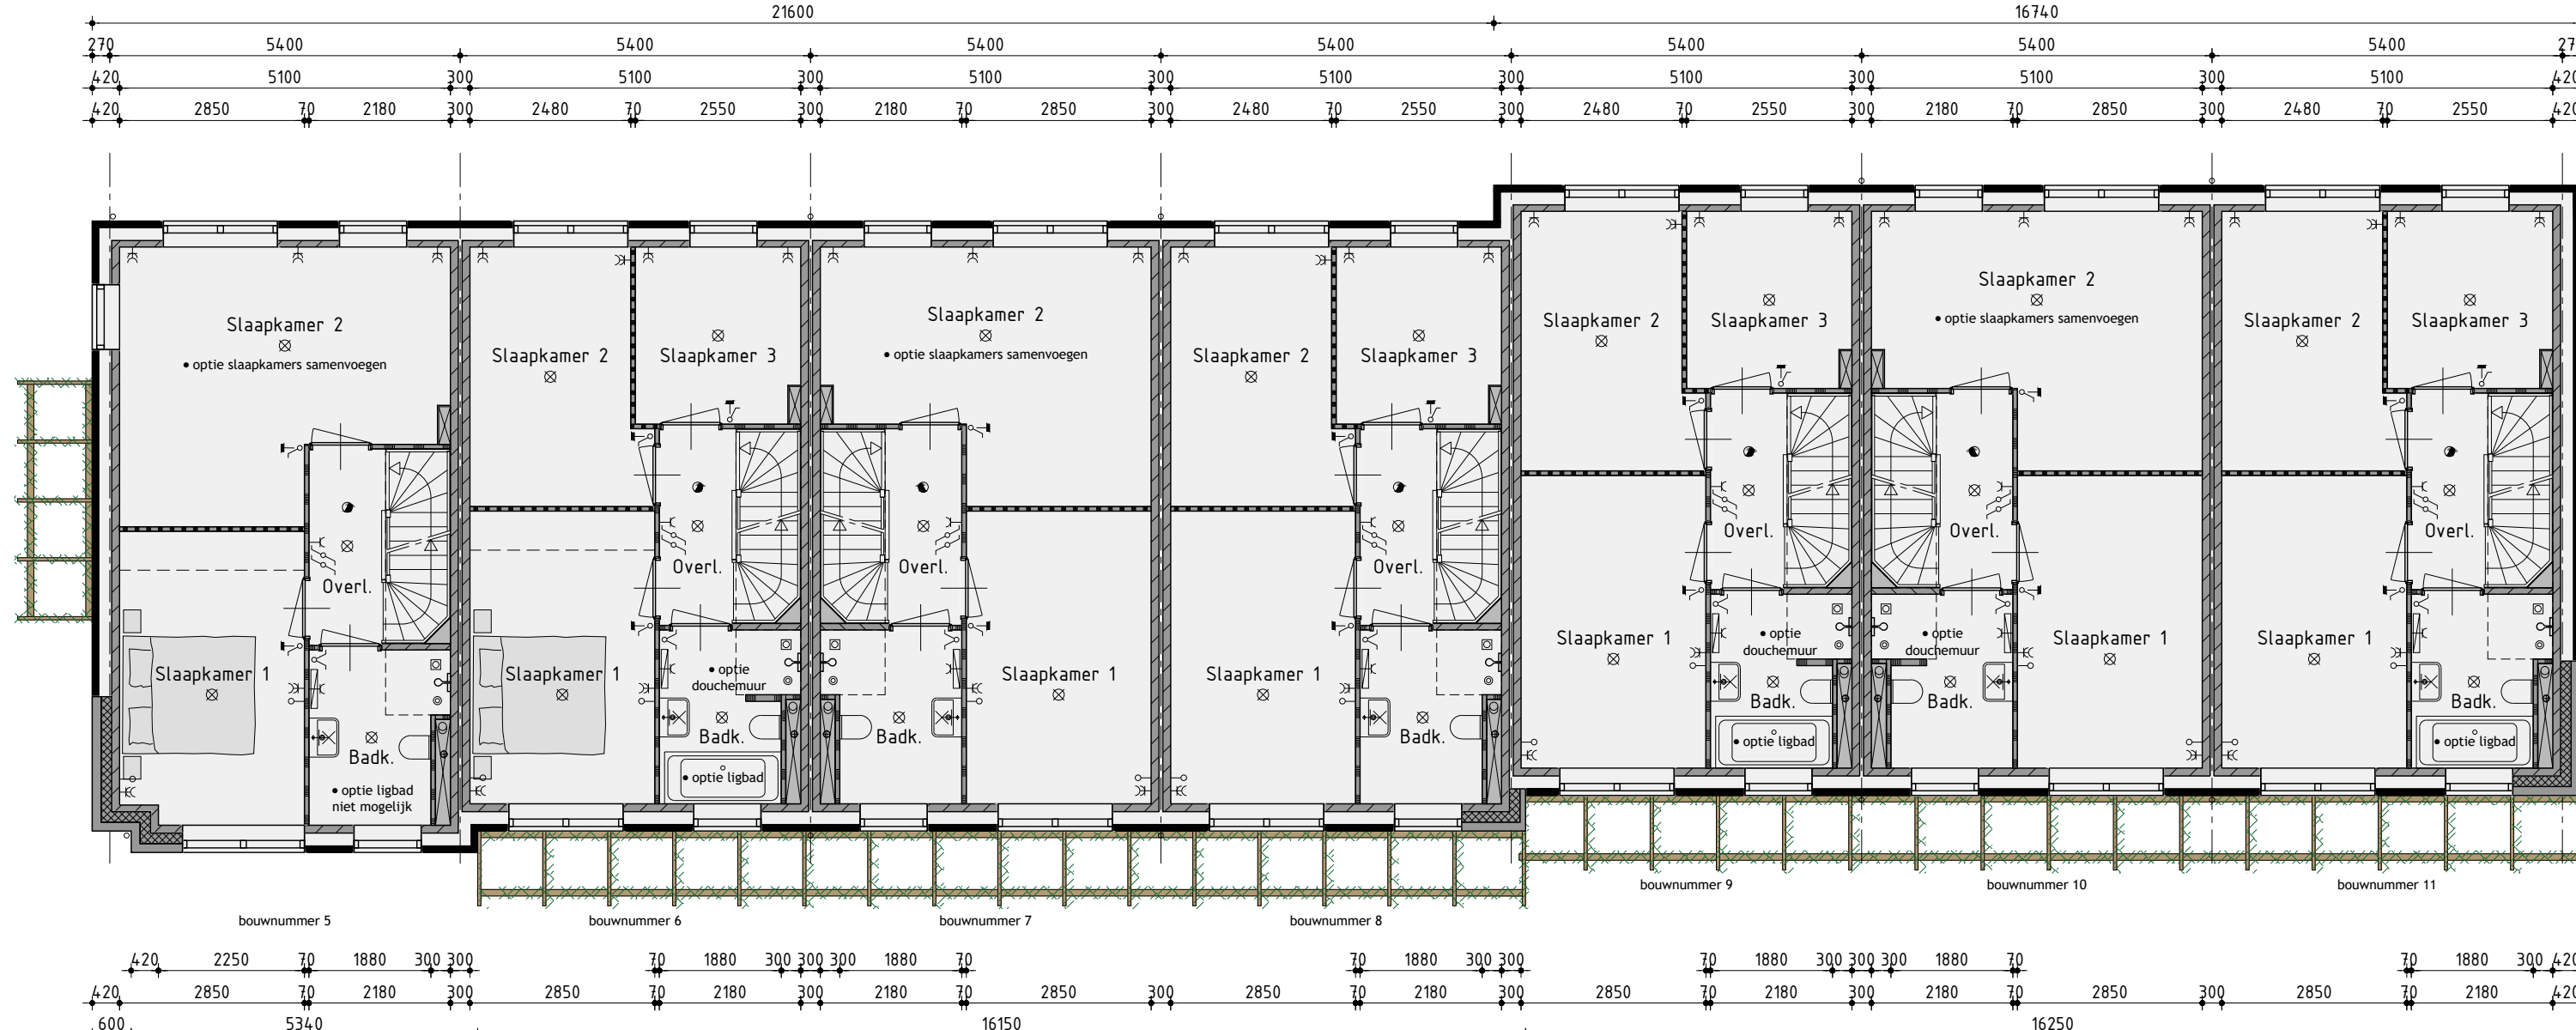 21600 16740
270 5400 5400 5400 5400 5400 5400 5400 27
420 5100 300 5100 300 5100 300 5100 300 5100 300 5100 300 5100 420
420 2850 70 2180 300 2480 70 2550 300 2180 70 2850 300 2480 70 2550 300 2480 70 2550 300 2180 70 2850 300 2480 70 2550 420
Slaapkamer 2
• optie slaapkamers samenvoegen
Overl.
Slaapkamer 1
Badk.
• optie ligbad
niet mogelijk
bouwnummer 5
Slaapkamer 2
Slaapkamer 3
Overl.
Slaapkamer 1
• optie
douchemuur
Badk.
• optie ligbad
bouwnummer 6
Slaapkamer 2
• optie slaapkamers samenvoegen
Overl.
Slaapkamer 1
Badk.
bouwnummer 7
Slaapkamer 2
Slaapkamer 3
Overl.
Slaapkamer 1
Badk.
bouwnummer 8
Slaapkamer 2
Slaapkamer 3
Overl.
Slaapkamer 1
• optie
douchemuur
Badk.
• optie ligbad
bouwnummer 9
Slaapkamer 2
• optie slaapkamers samenvoegen
Overl.
• optie
douchemuur
Slaapkamer 1
Badk.
bouwnummer 10
Slaapkamer 2
Slaapkamer 3
Overl.
Slaapkamer 1
Badk.
• optie ligbad
bouwnummer 11
420 2250 70 1880 300 300 70 1880 300 300 300 1880 70 70 1880 300 300 70 1880 300 300 300 1880 70 70 1880 300 420
420 2850 70 2180 300 2850 70 2180 300 2180 70 2850 300 2850 70 2180 300 2850 70 2180 300 2180 70 2850 300 2850 70 2180 420
600 5340 16150 16250